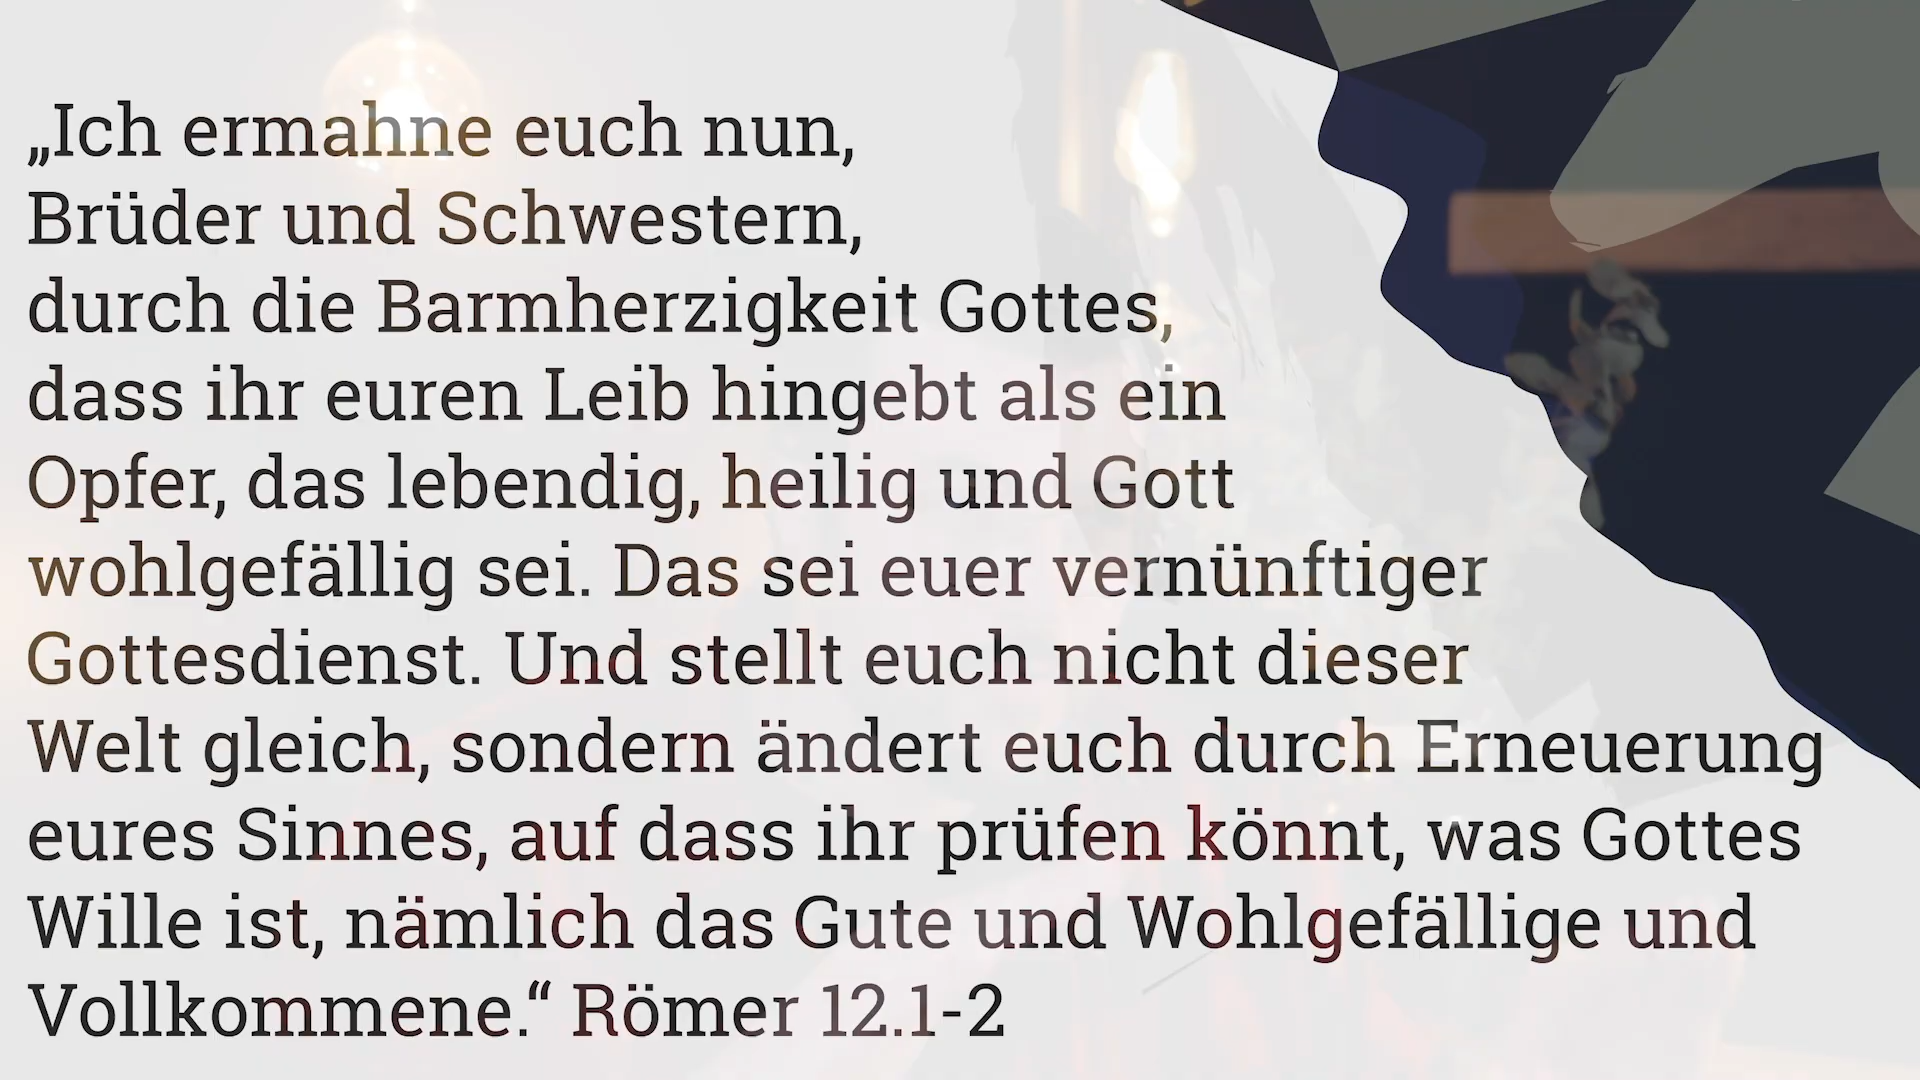 „Ich ermahne euch nun,
Brüder und Schwestern,
durch die Barmherzigkeit Gottes,
dass ihr euren Leib hingebt als ein
Opfer, das lebendig, heilig und Gott
wohlgefällig sei. Das sei euer vernünftiger
Gottesdienst. Und stellt euch nicht dieser
Welt gleich, sondern ändert euch durch Erneuerung
eures Sinnes, auf dass ihr prüfen könnt, was Gottes
Wille ist, nämlich das Gute und Wohlgefällige und
Vollkommene.“ Römer 12.1-2